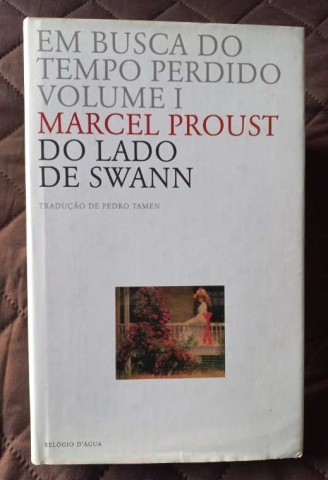 EM BUSCA DO
TEMPO PERDIDO
VOLUME I
MARCEL PROUST
DO LADO
DE SWANN
TRADUÇÃO DE PEDRO TAMEN
RELÓGIO D'ÁGUA